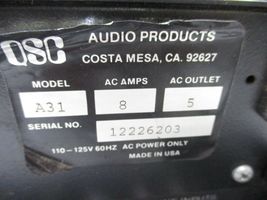 QSC AUDIO PRODUCTS
COSTA MESA, CA. 92627
MODEL AC AMPS AC OUTLET
A31 8 5
SERIAL NO. 12226203
110-125V 60HZ AC POWER ONLY
MADE IN USA